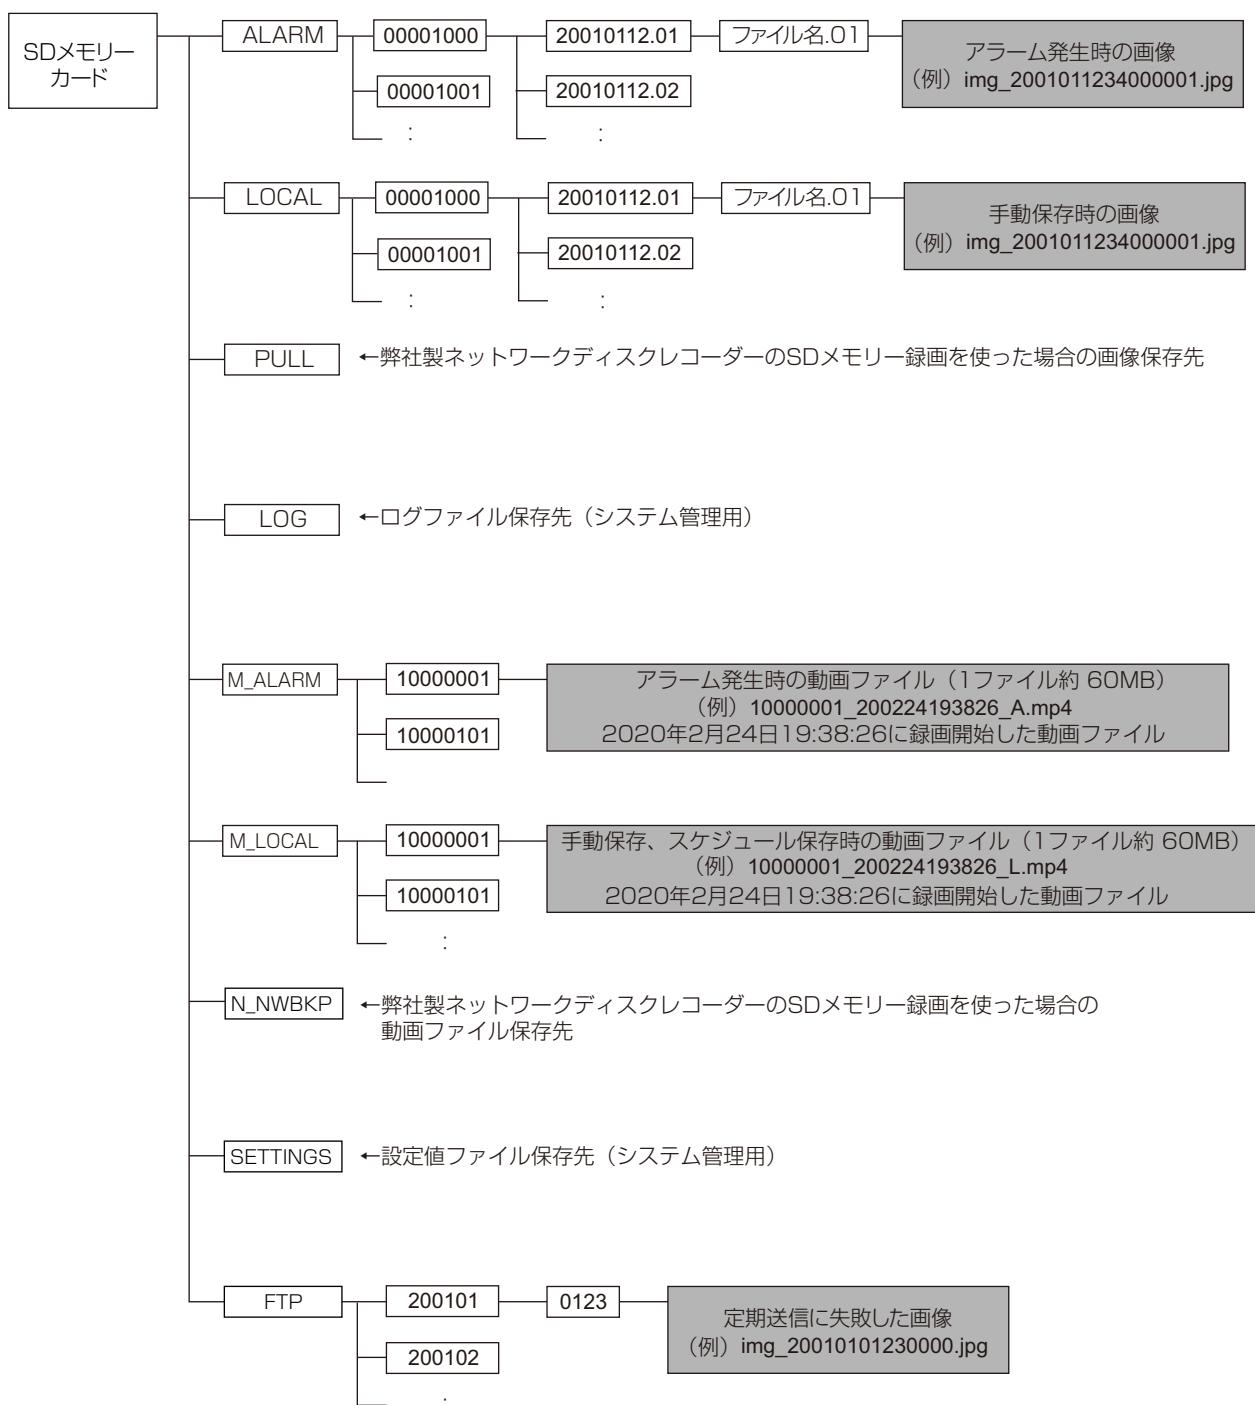 SDメモリー
カード
ALARM
00001000
20010112.01
ファイル名.01
アラーム発生時の画像
（例）img_2001011234000001.jpg
00001001
20010112.02
:
:
LOCAL
00001000
20010112.01
ファイル名.01
手動保存時の画像
（例）img_2001011234000001.jpg
00001001
20010112.02
:
:
PULL
←弊社製ネットワークディスクレコーダーのSDメモリー録画を使った場合の画像保存先
LOG
←ログファイル保存先（システム管理用）
M_ALARM
10000001
アラーム発生時の動画ファイル（1ファイル約 60MB）
（例）10000001_200224193826_A.mp4
2020年2月24日19:38:26に録画開始した動画ファイル
10000101
M_LOCAL
10000001
手動保存、スケジュール保存時の動画ファイル（1ファイル約 60MB）
（例）10000001_200224193826_L.mp4
2020年2月24日19:38:26に録画開始した動画ファイル
10000101
:
N_NWBKP
←弊社製ネットワークディスクレコーダーのSDメモリー録画を使った場合の
動画ファイル保存先
SETTINGS
←設定値ファイル保存先（システム管理用）
FTP
200101
0123
定期送信に失敗した画像
（例）img_20010101230000.jpg
200102
: